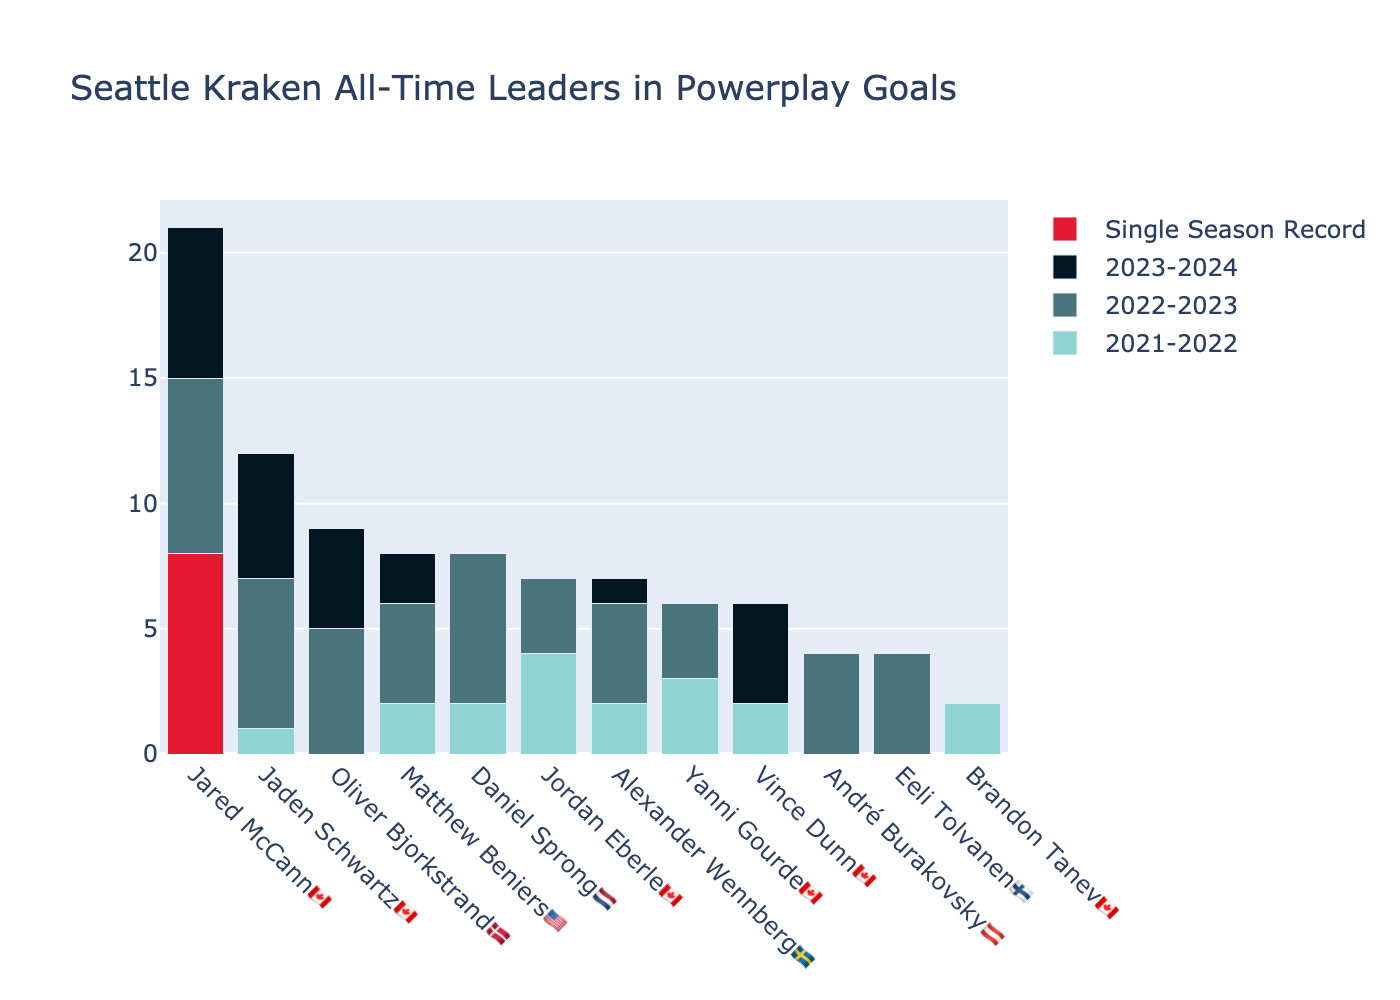 Seattle Kraken All-Time Leaders in Powerplay Goals
Single Season Record
2023-2024
2022-2023
2021-2022
20
15
10
5
0
Jared McCann🇨🇦
Jaden Schwartz🇨🇦
Oliver Bjorkstrand🇩🇰
Matthew Beniers🇺🇸
Daniel Sprong🇳🇱
Jordan Eberle🇨🇦
Alexander Wennberg🇸🇪
Yanni Gourde🇨🇦
Vince Dunn🇨🇦
André Burakovsky🇦🇹
Eeli Tolvanen🇫🇮
Brandon Tanev🇨🇦